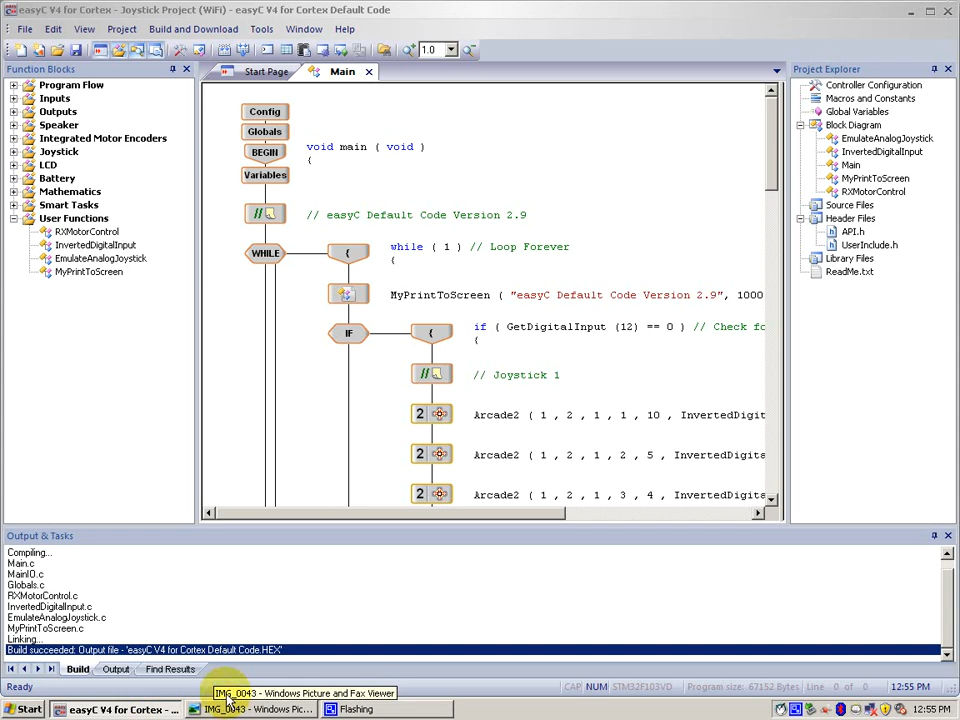 easyC V4 for Cortex - Joystick Project (WiFi) - easyC V4 for Cortex Default Code
File Edit View Project Build and Download Tools Window Help
1.0
Function Blocks
Program Flow
Inputs
Outputs
Speaker
Integrated Motor Encoders
Joystick
LCD
Battery
Mathematics
Smart Tasks
User Functions
RXMotorControl
InvertedDigitalInput
EmulateAnalogJoystick
MyPrintToScreen
Start Page Main
Config
Globals
BEGIN void main ( void )
{
Variables
// // easyC Default Code Version 2.9
WHILE { while ( 1 ) // Loop Forever
{
MyPrintToScreen ( "easyC Default Code Version 2.9", 1000
IF { if ( GetDigitalInput (12) == 0 ) // Check fo
{
// // Joystick 1
2 Arcade2 ( 1 , 2 , 1 , 1 , 10 , InvertedDigit
2 Arcade2 ( 1 , 2 , 1 , 2 , 5 , InvertedDigita
2 Arcade2 ( 1 , 2 , 1 , 3 , 4 , InvertedDigita
Project Explorer
Controller Configuration
Macros and Constants
Global Variables
Block Diagram
EmulateAnalogJoystick
InvertedDigitalInput
Main
MyPrintToScreen
RXMotorControl
Source Files
Header Files
API.h
UserInclude.h
Library Files
ReadMe.txt
Output & Tasks
Compiling...
Main.c
MainIO.c
Globals.c
RXMotorControl.c
InvertedDigitalInput.c
EmulateAnalogJoystick.c
MyPrintToScreen.c
Linking...
Build succeeded: Output file - 'easyC V4 for Cortex Default Code.HEX'
Build Output Find Results
Ready CAP NUM STM32F103VD Program size: 67152 Bytes Line 0 of 0 12:55 PM
IMG_0043 - Windows Picture and Fax Viewer
Start easyC V4 for Cortex - ... IMG_0043 - Windows Pic... Flashing 12:55 PM